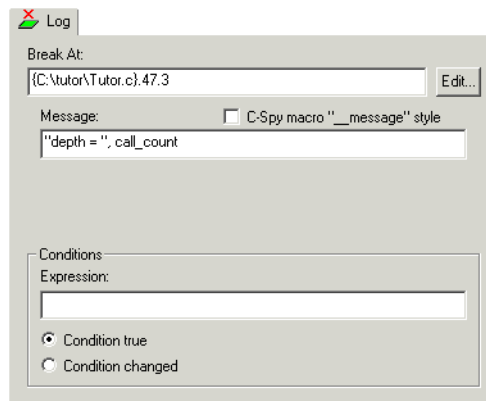 Log
Break At:
{C:\tutor\Tutor.c}.47.3
Edit...
Message:
C-Spy macro "__message" style
"depth = ", call_count
Conditions
Expression:
Condition true
Condition changed